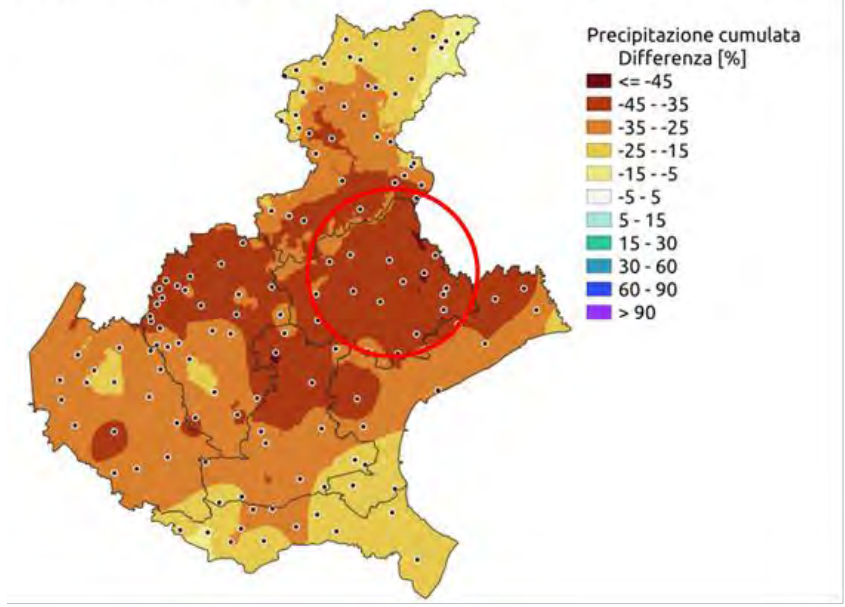 Precipitazione cumulata
Differenza [%]
<= -45
-45 - -35
-35 - -25
-25 - -15
-15 - -5
-5 - 5
5 - 15
15 - 30
30 - 60
60 - 90
> 90